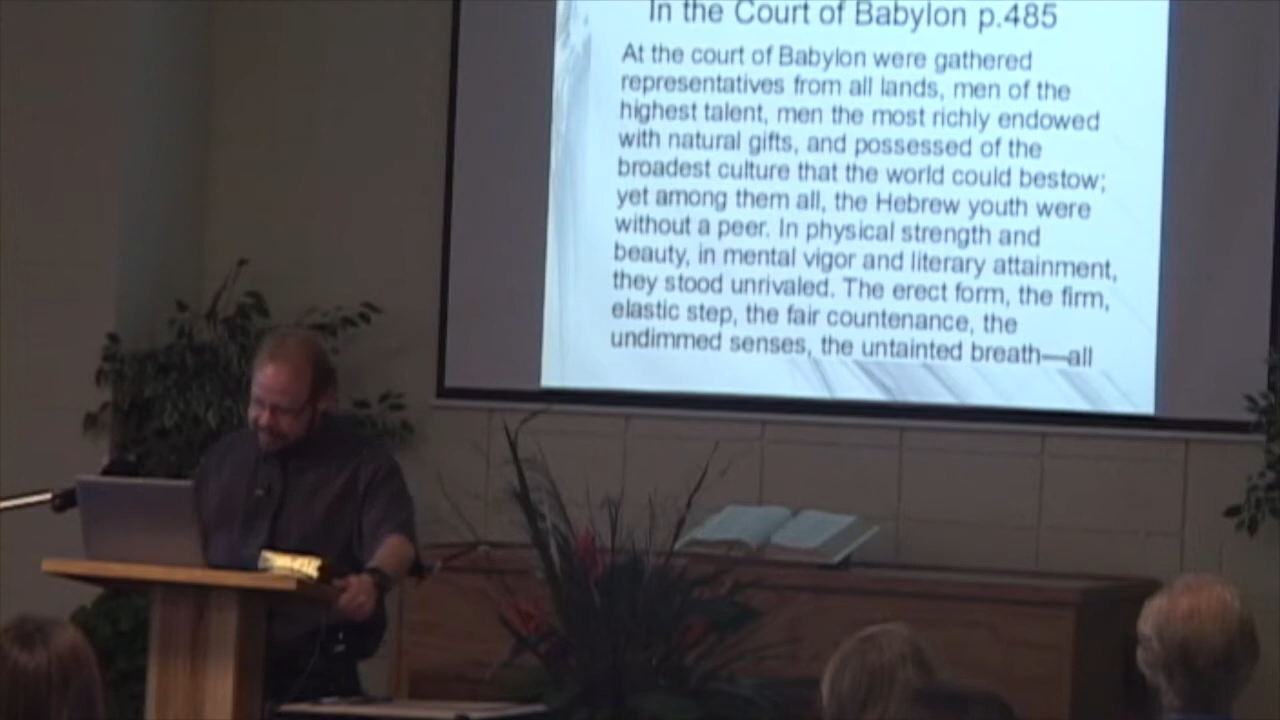 In the Court of Babylon p.485
At the court of Babylon were gathered
representatives from all lands, men of the
highest talent, men the most richly endowed
with natural gifts, and possessed of the
broadest culture that the world could bestow;
yet among them all, the Hebrew youth were
without a peer. In physical strength and
beauty, in mental vigor and literary attainment,
they stood unrivaled. The erect form, the firm,
elastic step, the fair countenance, the
undimmed senses, the untainted breath—all